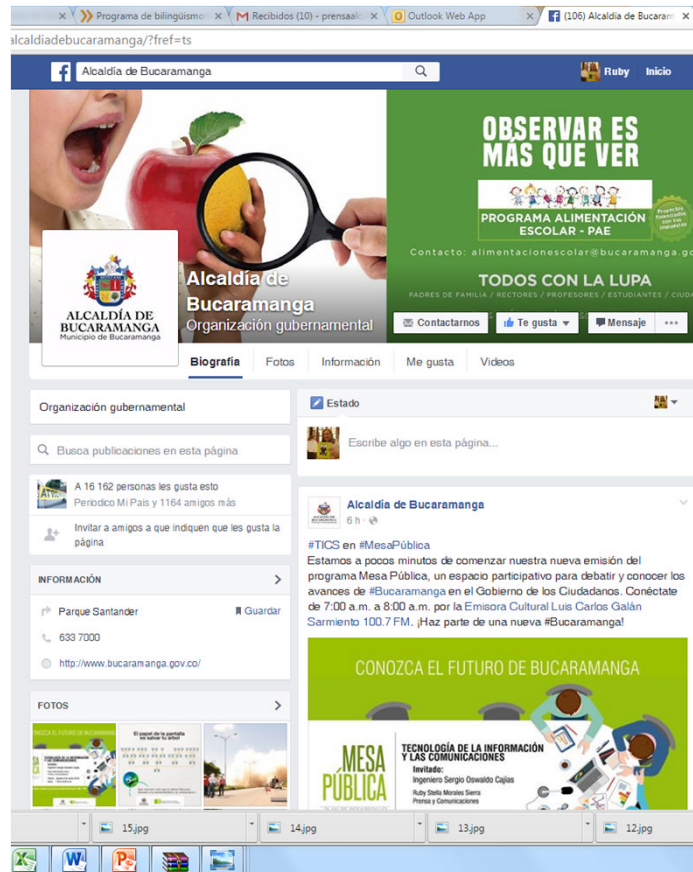 Programa de bilingüismo
Recibidos (10) - prensaalc
Outlook Web App
(106) Alcaldía de Bucaram
alcaldiadebucaramanga/?fref=ts
Alcaldía de Bucaramanga
Ruby
Inicio
OBSERVAR ES
MÁS QUE VER
PROGRAMA ALIMENTACIÓN
ESCOLAR - PAE
Contacto: alimentacionescolar@bucaramanga.go
TODOS CON LA LUPA
PADRES DE FAMILIA / RECTORES / PROFESORES / ESTUDIANTES / CIUDA
ALCALDÍA DE
BUCARAMANGA
Municipio de Bucaramanga
Alcaldía de
Bucaramanga
Organización gubernamental
Contactarnos
Te gusta
Mensaje
Biografía
Fotos
Información
Me gusta
Videos
Organización gubernamental
Busca publicaciones en esta página
A 16 162 personas les gusta esto
Periodico Mi Pais y 1164 amigos más
Invitar a amigos a que indiquen que les gusta la
página
INFORMACIÓN
Parque Santander
Guardar
633 7000
http://www.bucaramanga.gov.co/
FOTOS
El papel de la pantalla
Estado
Escribe algo en esta página...
Alcaldía de Bucaramanga
6 h
#TICS en #MesaPública
Estamos a pocos minutos de comenzar nuestra nueva emisión del
programa Mesa Pública, un espacio participativo para debatir y conocer los
avances de #Bucaramanga en el Gobierno de los Ciudadanos. Conéctate
de 7:00 a.m. a 8:00 a.m. por la Emisora Cultural Luis Carlos Galán
Sarmiento 100.7 FM. ¡Haz parte de una nueva #Bucaramanga!
CONOZCA EL FUTURO DE BUCARAMANGA
MESA
PÚBLICA
TECNOLOGÍA DE LA INFORMACIÓN
Y LAS COMUNICACIONES
Invitado:
Ingeniero Sergio Oswaldo Cajias
Ruby Stella Morales Sierra
Prensa y Comunicaciones
15.jpg
14.jpg
13.jpg
12.jpg